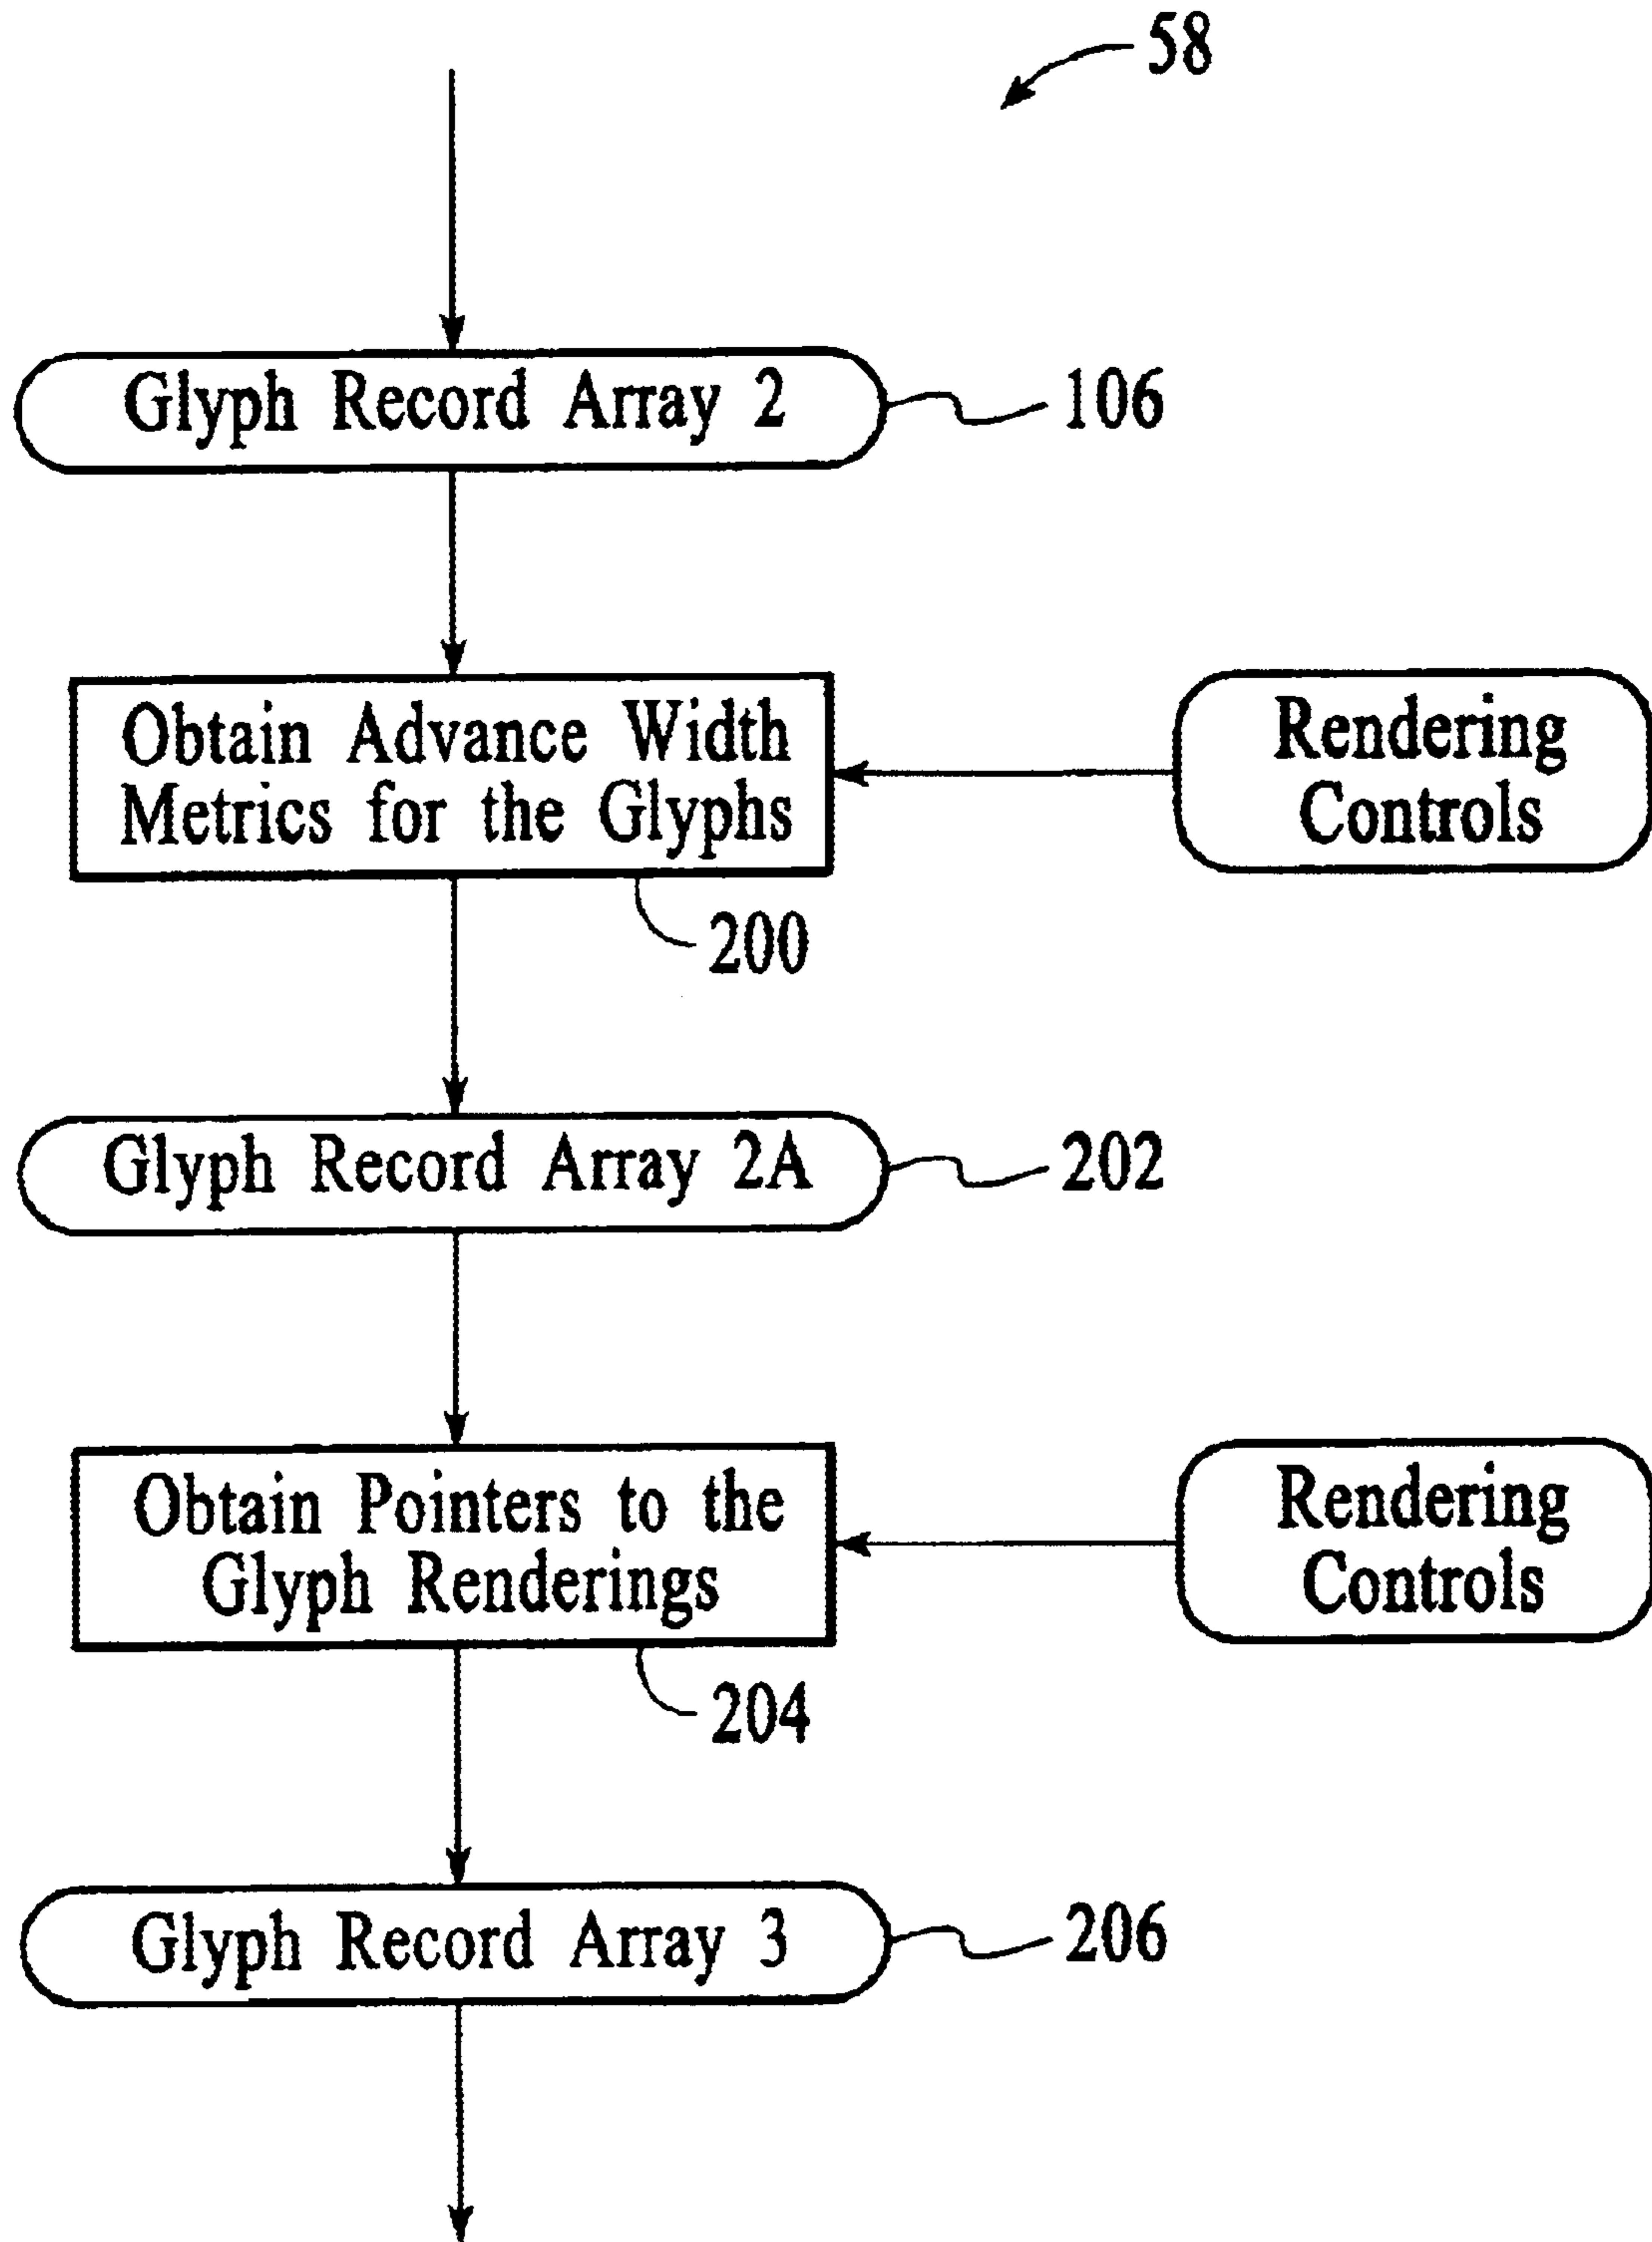 58
Glyph Record Array 2
106
Obtain Advance Width
Metrics for the Glyphs
Rendering
Controls
200
Glyph Record Array 2A
202
Obtain Pointers to the
Glyph Renderings
Rendering
Controls
204
Glyph Record Array 3
206